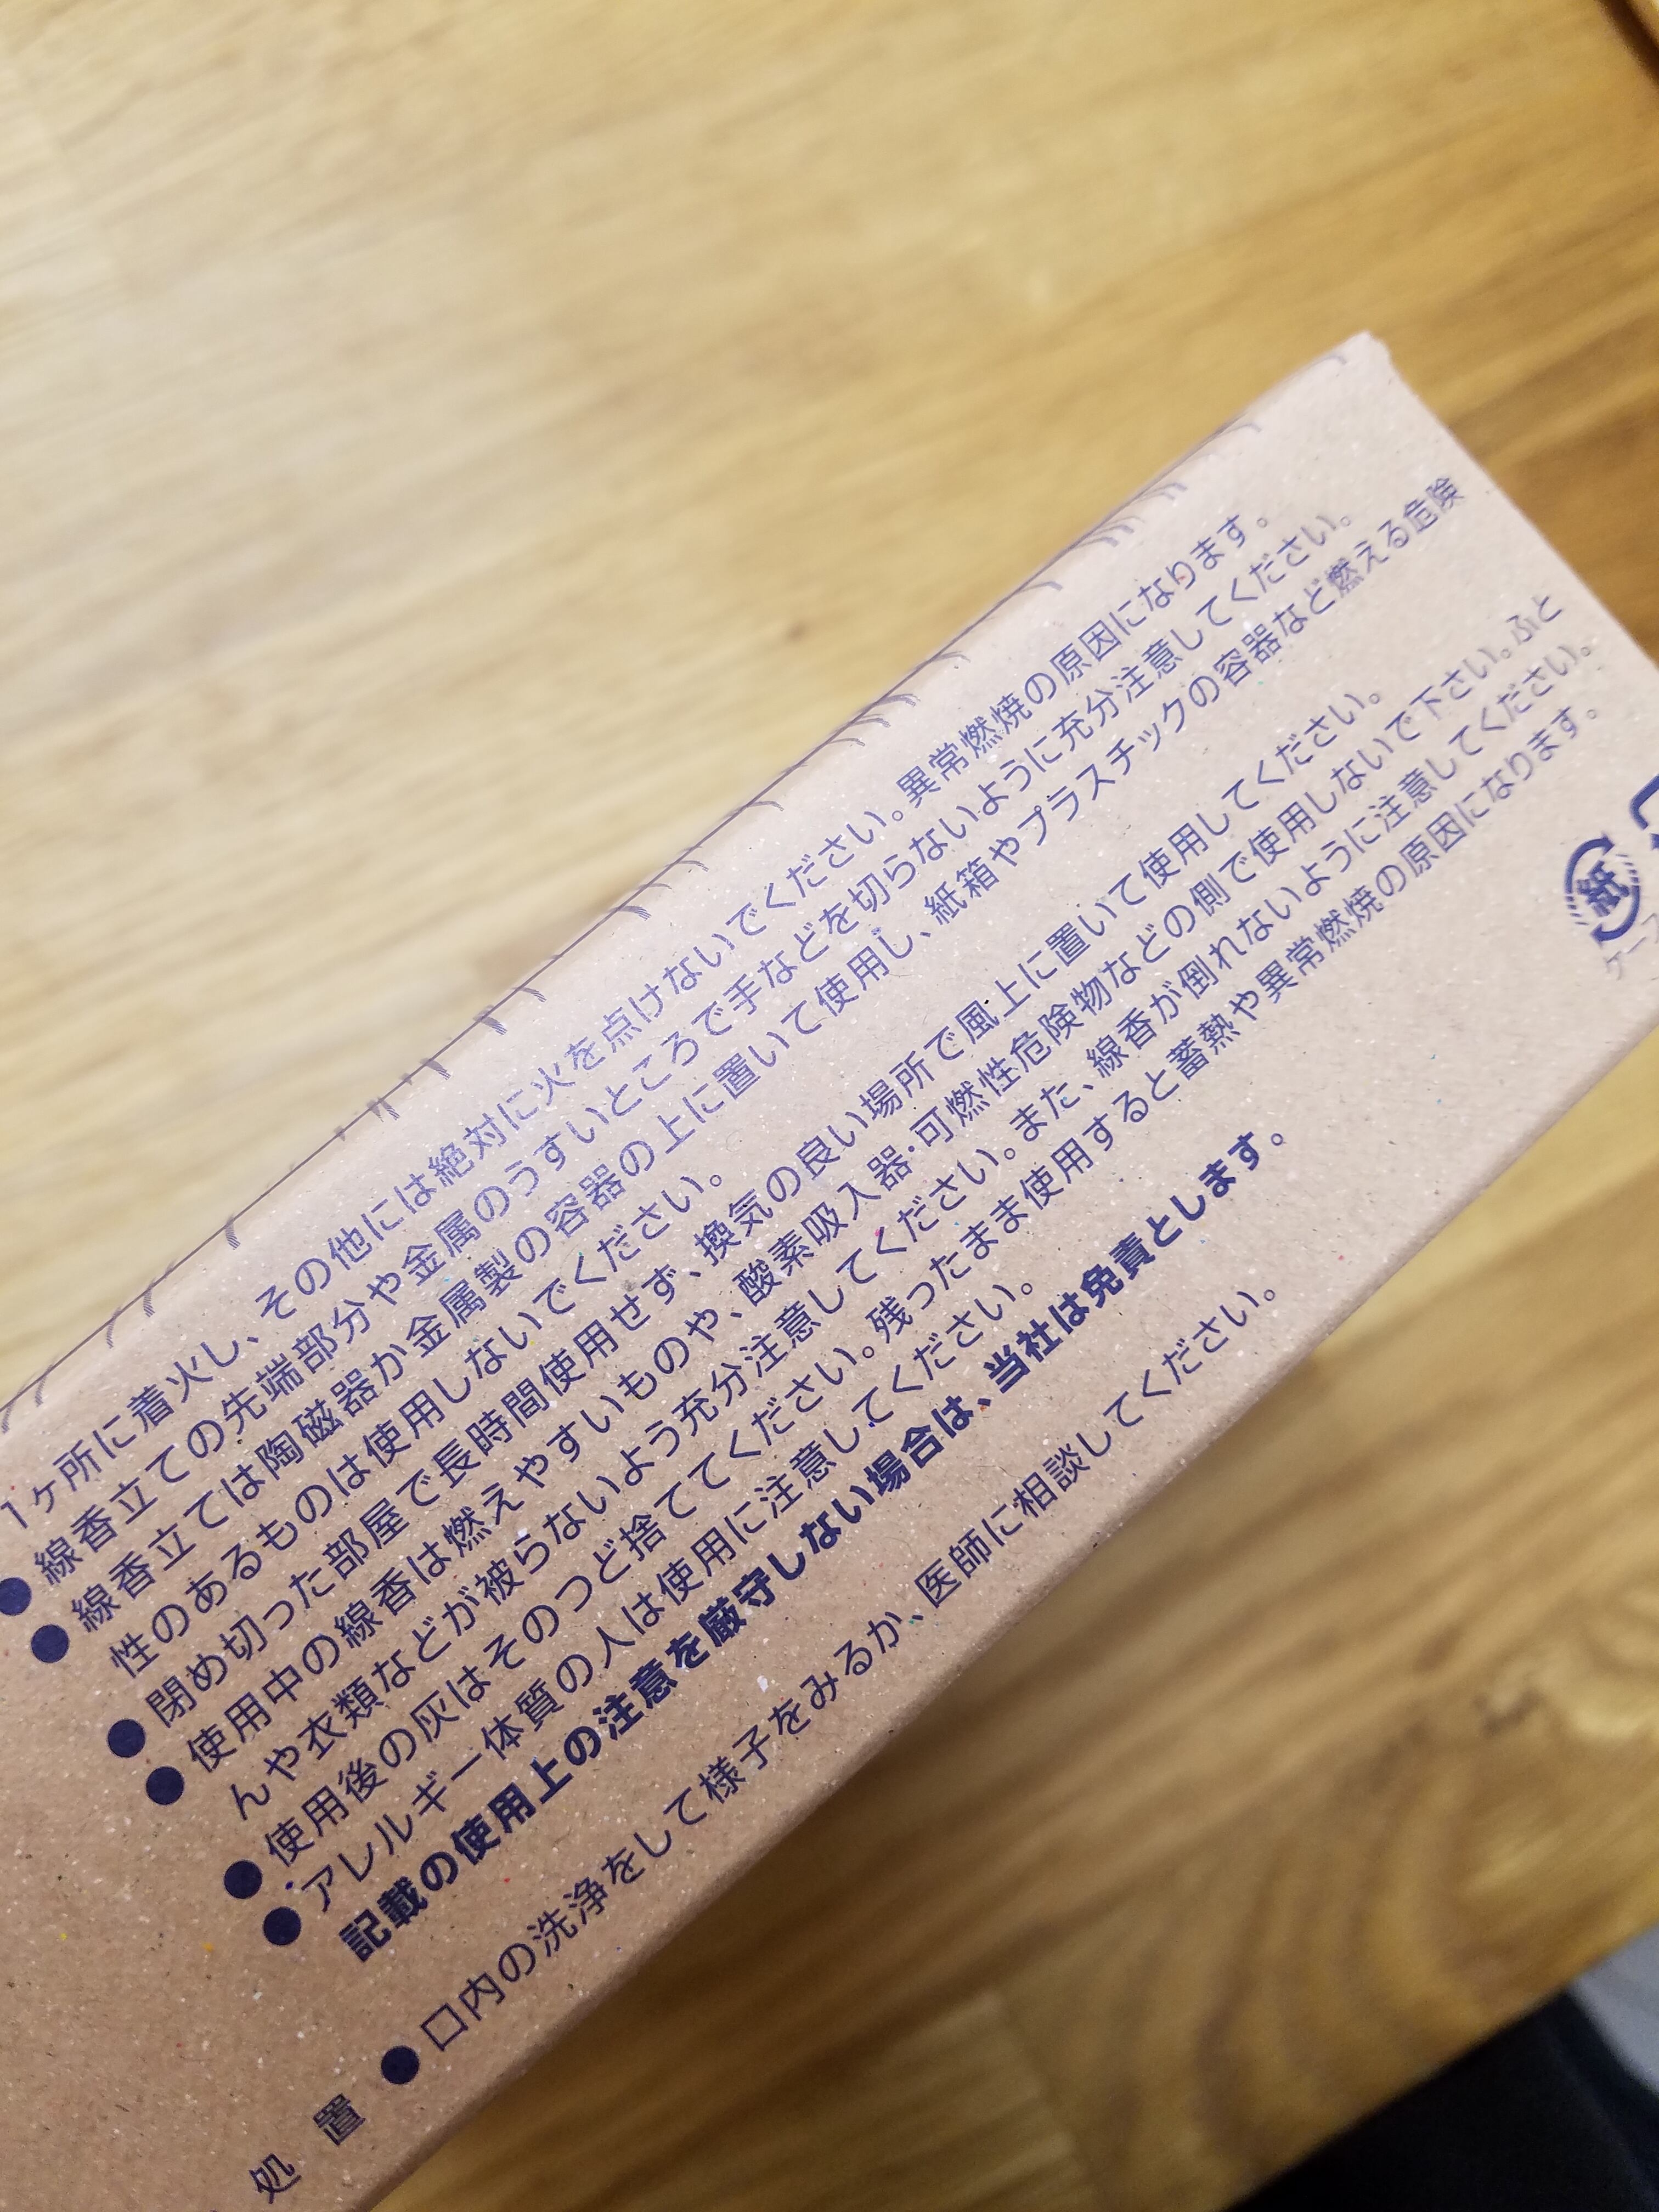 1ヶ所に着火し、その他には絶対に火を点けないでください。異常燃焼の原因になります。
●線香立ての先端部分や金属のうすいところで手などを切らないように充分注意してください。
●線香立ては陶磁器か金属製の容器の上に置いて使用し、紙箱やプラスチックの容器など燃える危険
性のあるものは使用しないでください。
●閉め切った部屋で長時間使用せず、換気の良い場所で風上に置いて使用してください。
●使用中の線香は燃えやすいものや、酸素吸入器・可燃性危険物などの側で使用しないで下さい。ふと
んや衣類などが被らないよう充分注意してください。また、線香が倒れないように注意してください。
●使用後の灰はそのつど捨ててください。残ったまま使用すると蓄熱や異常燃焼の原因になります。
●アレルギー体質の人は使用に注意してください。
記載の使用上の注意を厳守しない場合は、当社は免責とします。
処置 ●口内の洗浄をして様子をみるか、医師に相談してください。
紙
ケース